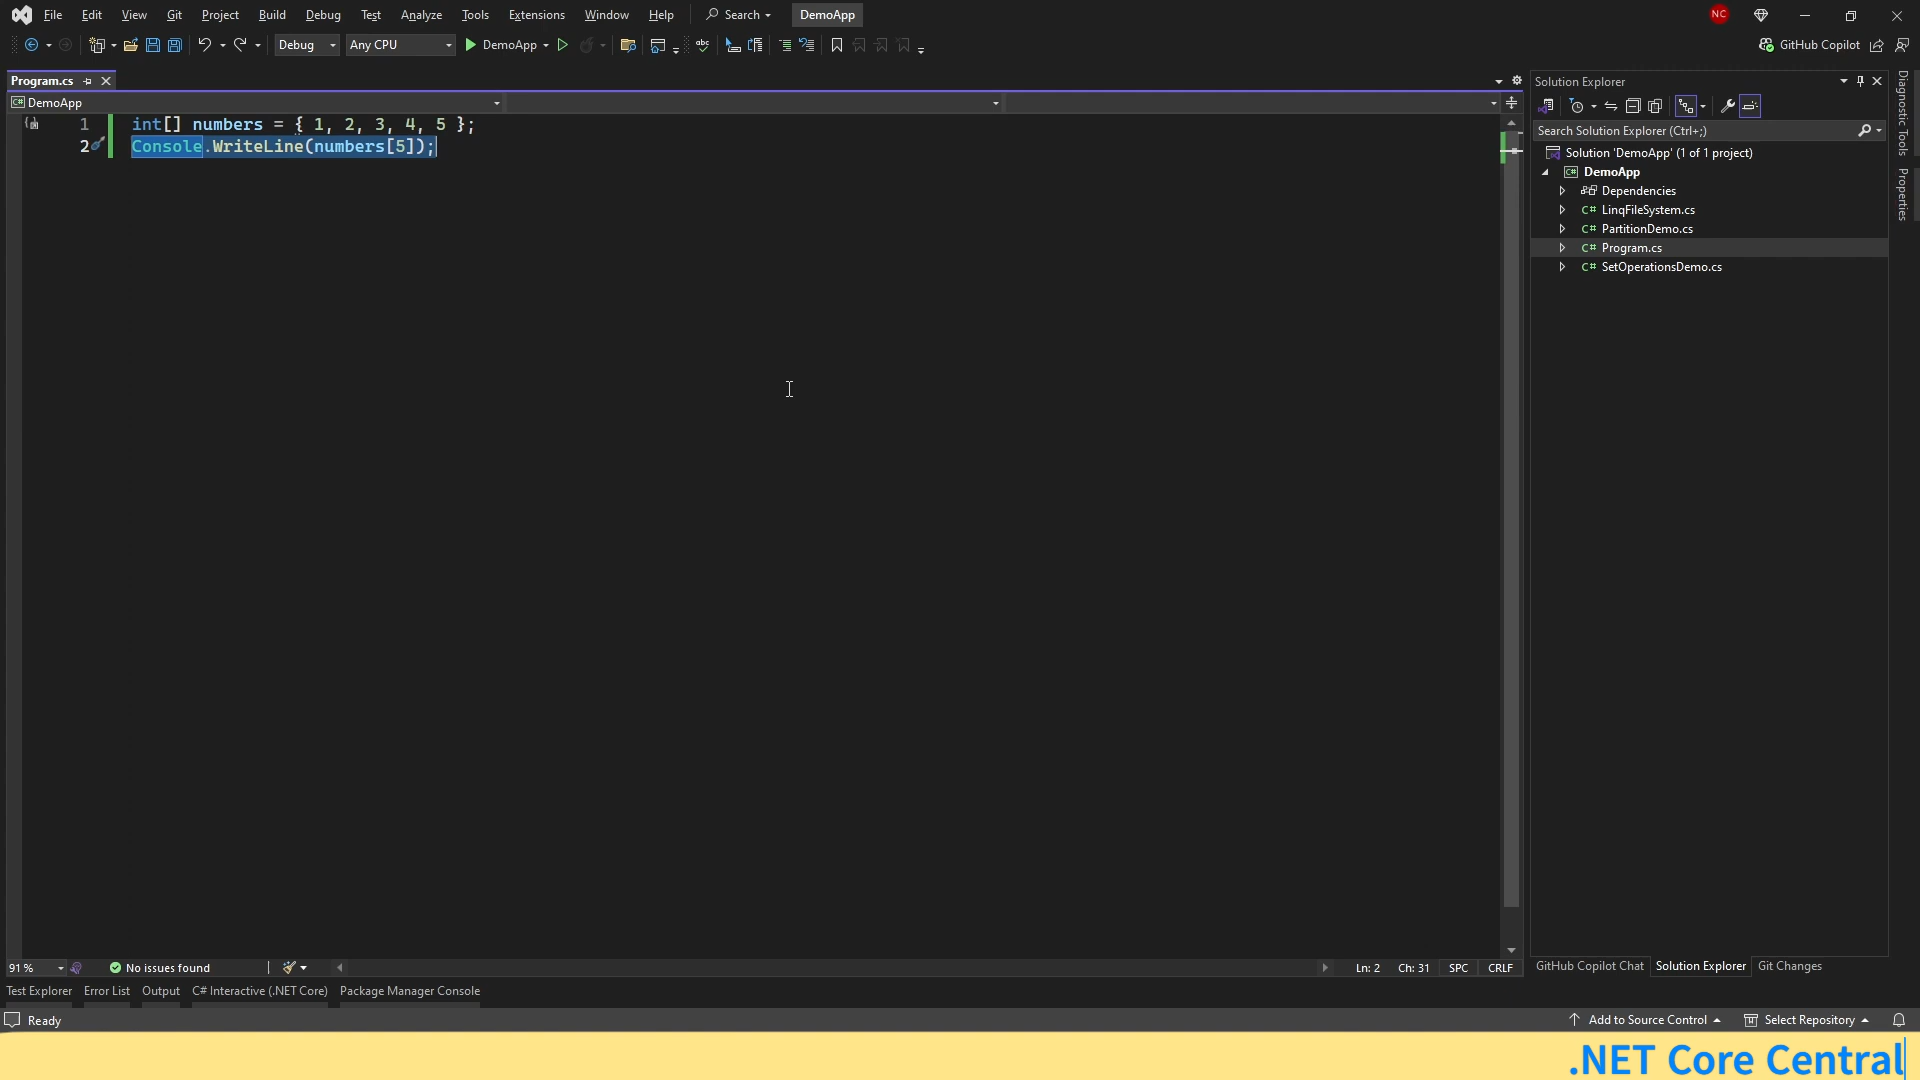 File Edit View Git Project Build Debug Test Analyze Tools Extensions Window Help Search DemoApp NC
Debug Any CPU DemoApp GitHub Copilot
Program.cs
DemoApp
1 int[] numbers = { 1, 2, 3, 4, 5 };
2 Console.WriteLine(numbers[5]);
Solution Explorer
Search Solution Explorer (Ctrl+;)
Solution 'DemoApp' (1 of 1 project)
DemoApp
Dependencies
C# LinqFileSystem.cs
C# PartitionDemo.cs
C# Program.cs
C# SetOperationsDemo.cs
Diagnostic Tools
Properties
91 % No issues found Ln: 2 Ch: 31 SPC CRLF
GitHub Copilot Chat Solution Explorer Git Changes
Test Explorer Error List Output C# Interactive (.NET Core) Package Manager Console
Ready Add to Source Control Select Repository
.NET Core Central